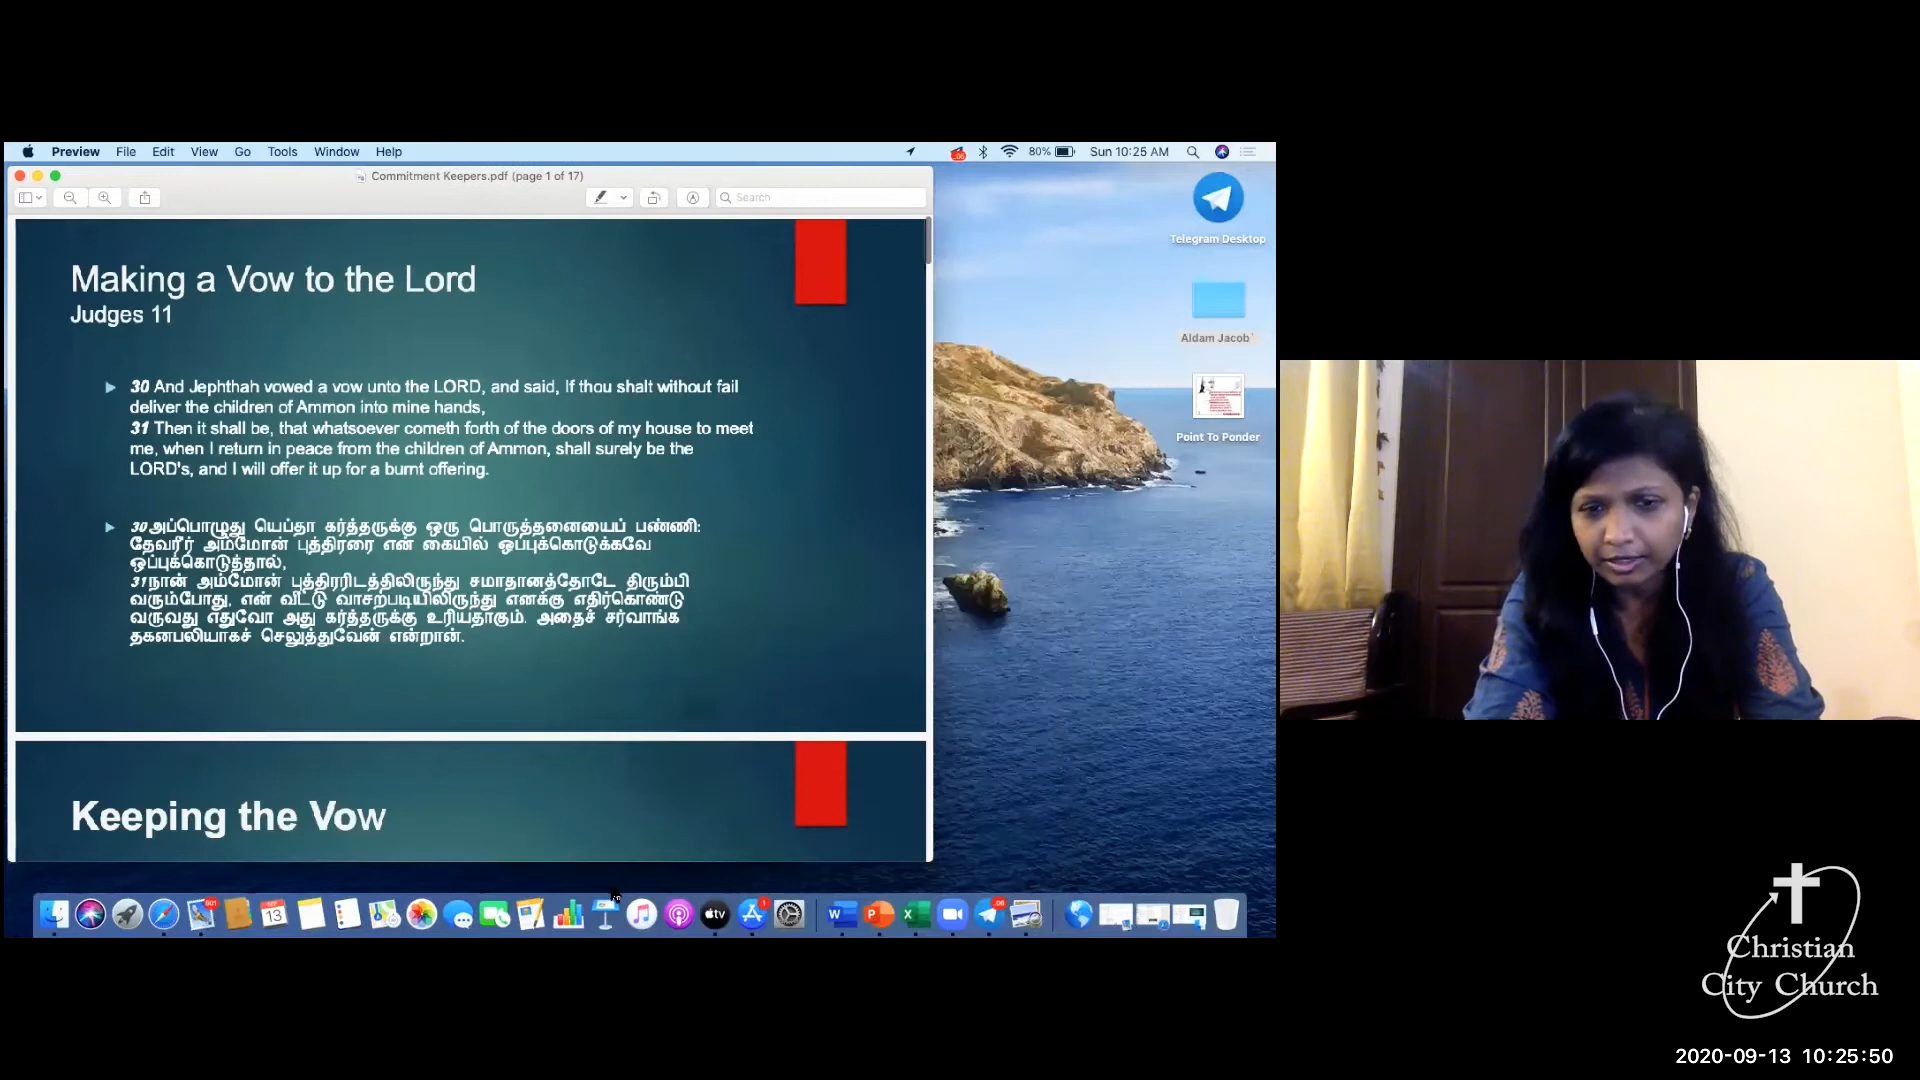 Preview File Edit View Go Tools Window Help
80% Sun 10:25 AM
Commitment Keepers.pdf (page 1 of 17)
Search
Making a Vow to the Lord
Judges 11
30 And Jephthah vowed a vow unto the LORD, and said, If thou shalt without fail
deliver the children of Ammon into mine hands,
31 Then it shall be, that whatsoever cometh forth of the doors of my house to meet
me, when I return in peace from the children of Ammon, shall surely be the
LORD's, and I will offer it up for a burnt offering.
30அப்பொழுது யெப்தா கர்த்தருக்கு ஒரு பொருத்தனையைப் பண்ணி:
தேவரீர் அம்மோன் புத்திரரை என் கையில் ஒப்புக்கொடுக்கவே
ஒப்புக்கொடுத்தால்,
31நான் அம்மோன் புத்திரரிடத்திலிருந்து சமாதானத்தோடே திரும்பி
வரும்போது, என் வீட்டு வாசற்படியிலிருந்து எனக்கு எதிர்கொண்டு
வருவது எதுவோ அது கர்த்தருக்கு உரியதாகும். அதைச் சர்வாங்க
தகனபலியாகச் செலுத்துவேன் என்றான்.
Keeping the Vow
Telegram Desktop
Aldam Jacob
Point To Ponder
SEP
13
tv
W P X
Christian
City Church
2020-09-13 10:25:50